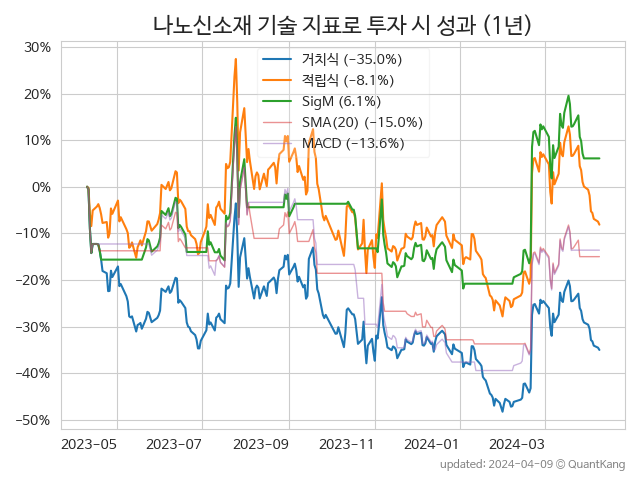 나노신소재 기술 지표로 투자 시 성과 (1년)
30%
20%
10%
0%
−10%
−20%
−30%
−40%
−50%
거치식 (−35.0%)
적립식 (−8.1%)
SigM (6.1%)
SMA(20) (−15.0%)
MACD (−13.6%)
2023-05 2023-07 2023-09 2023-11 2024-01 2024-03
updated: 2024-04-09 © QuantKang